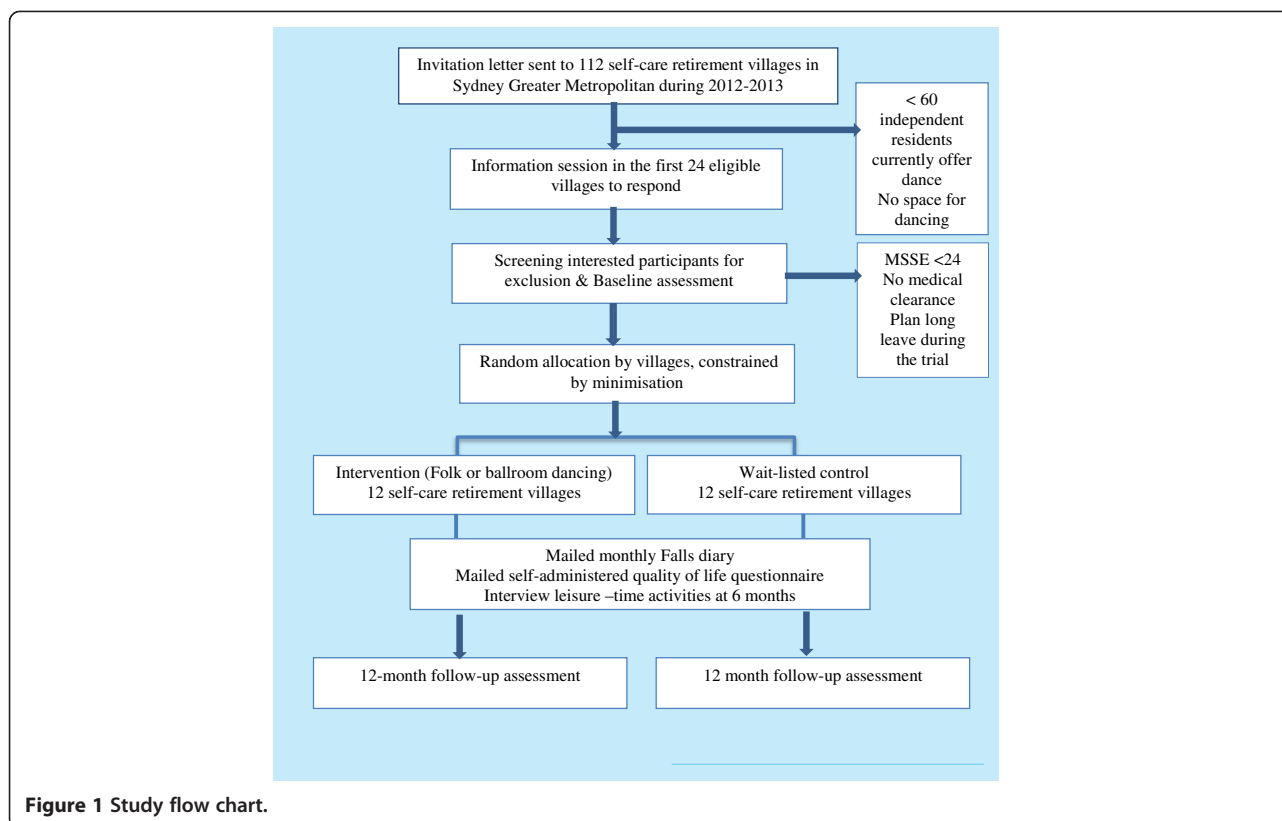 Invitation letter sent to 112 self-care retirement villages in
Sydney Greater Metropolitan during 2012-2013
< 60
independent
residents
currently offer
dance
No space for
dancing
Information session in the first 24 eligible
villages to respond
Screening interested participants for
exclusion & Baseline assessment
MSSE <24
No medical
clearance
Plan long
leave during
the trial
Random allocation by villages, constrained
by minimisation
Intervention (Folk or ballroom dancing)
12 self-care retirement villages
Wait-listed control
12 self-care retirement villages
Mailed monthly Falls diary
Mailed self-administered quality of life questionnaire
Interview leisure –time activities at 6 months
12-month follow-up assessment
12 month follow-up assessment
Figure 1 Study flow chart.